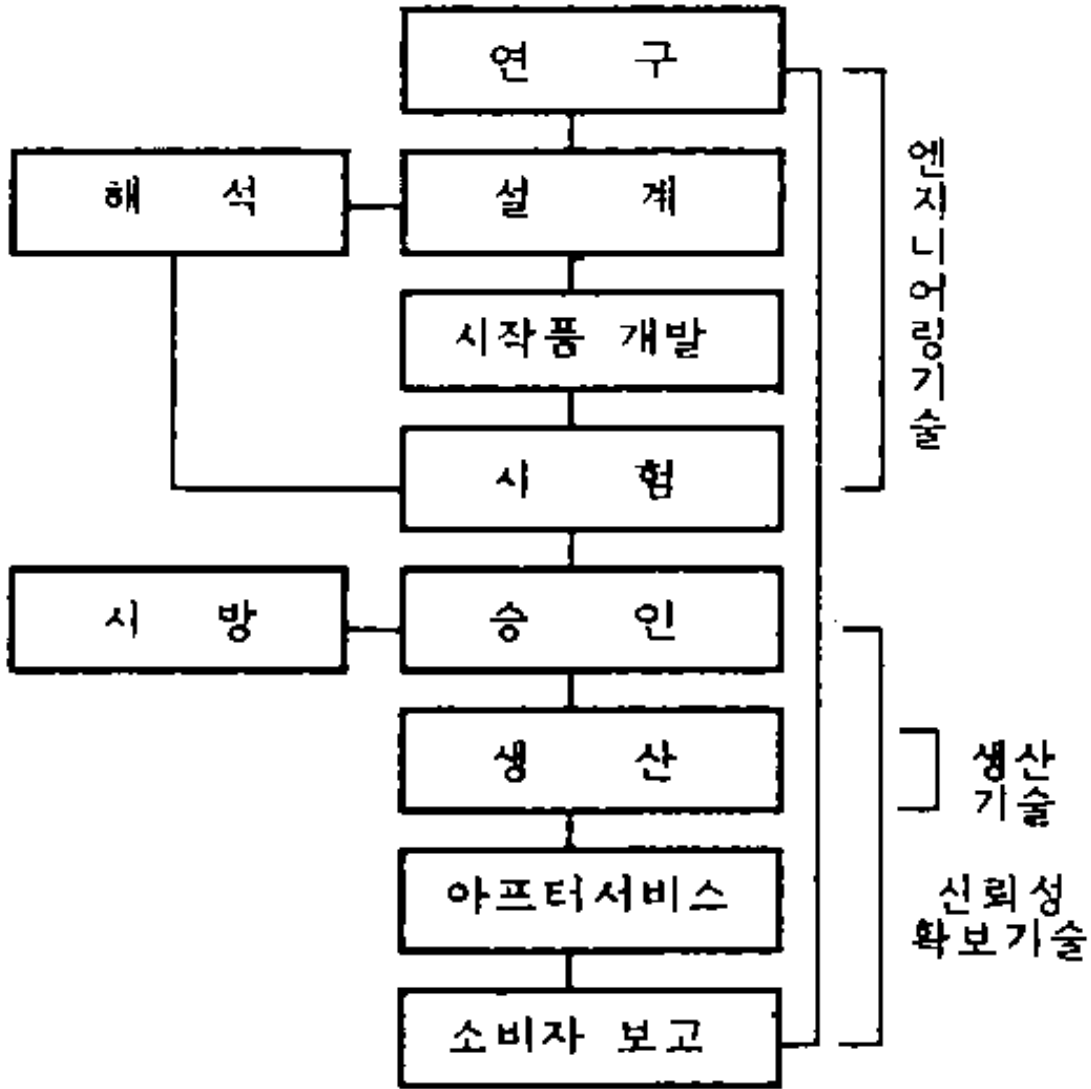 연 구
해 석
설 계
시작품 개발
시 험
시 방
승 인
생 산
아프터서비스
소비자 보고
엔지니어링기술
생산
기술
신뢰성
확보기술